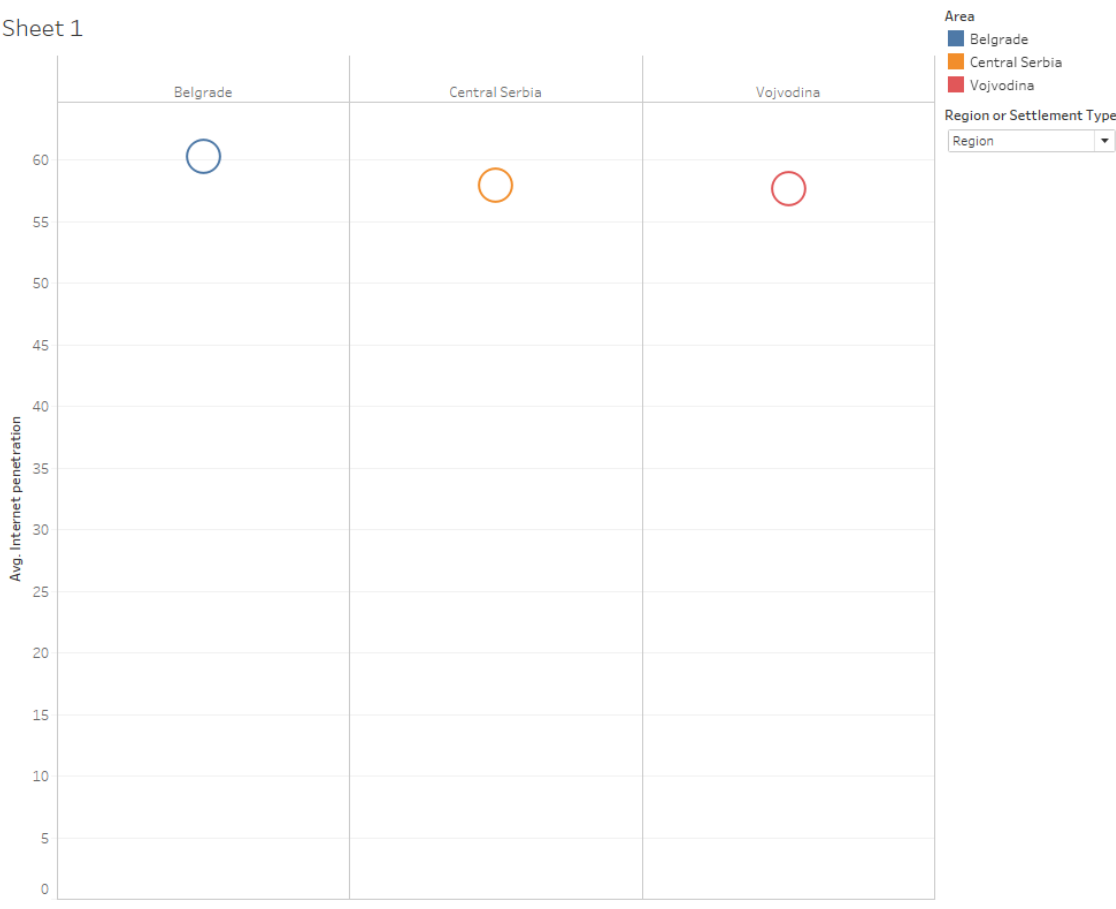 Sheet 1
Belgrade
Central Serbia
Vojvodina
60
55
50
45
40
35
30
25
20
15
10
5
0
Avg. Internet penetration
Area
Belgrade
Central Serbia
Vojvodina
Region or Settlement Type
Region